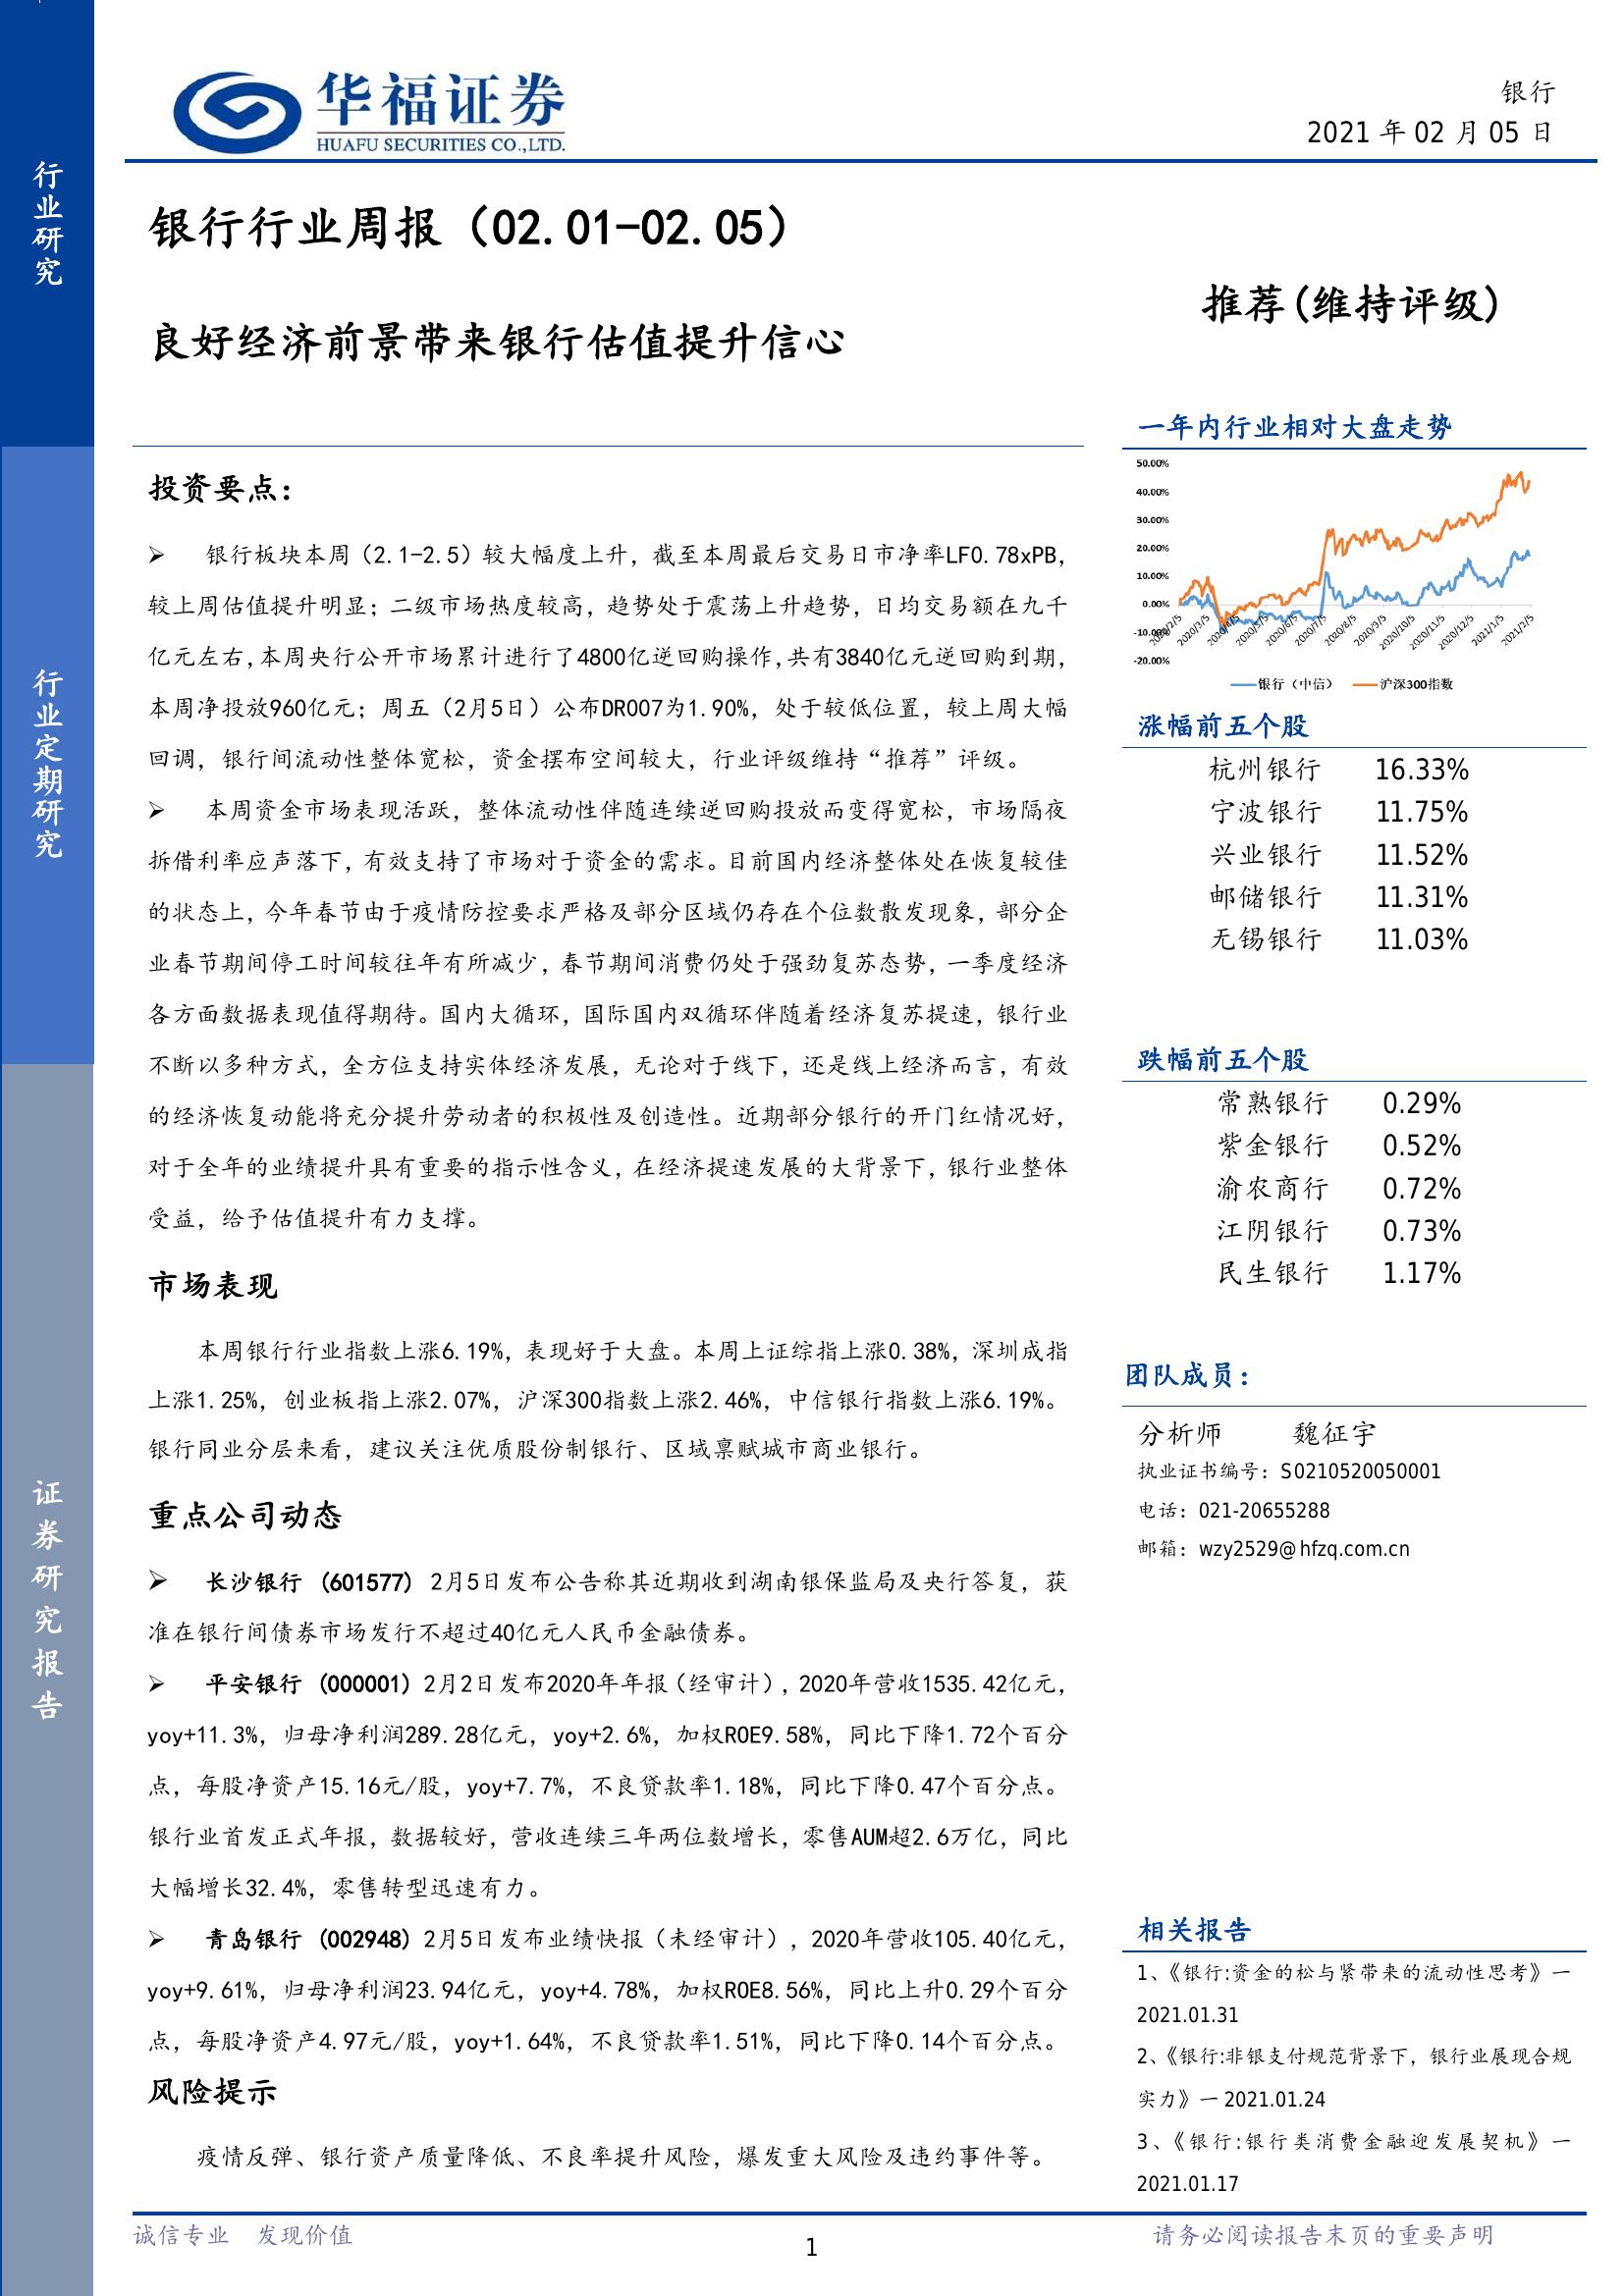 行业研究
行业定期研究
证券研究报告
华福证券
HUAFU SECURITIES CO.,LTD.
银行
2021 年 02 月 05 日
银行行业周报（02.01-02.05）
良好经济前景带来银行估值提升信心
推荐(维持评级)
投资要点：
➢ 银行板块本周（2.1-2.5）较大幅度上升，截至本周最后交易日市净率LF0.78xPB，
较上周估值提升明显；二级市场热度较高，趋势处于震荡上升趋势，日均交易额在九千
亿元左右，本周央行公开市场累计进行了4800亿逆回购操作，共有3840亿元逆回购到期，
本周净投放960亿元；周五（2月5日）公布DR007为1.90%，处于较低位置，较上周大幅
回调，银行间流动性整体宽松，资金摆布空间较大，行业评级维持“推荐”评级。
➢ 本周资金市场表现活跃，整体流动性伴随连续逆回购投放而变得宽松，市场隔夜
拆借利率应声落下，有效支持了市场对于资金的需求。目前国内经济整体处在恢复较佳
的状态上，今年春节由于疫情防控要求严格及部分区域仍存在个位数散发现象，部分企
业春节期间停工时间较往年有所减少，春节期间消费仍处于强劲复苏态势，一季度经济
各方面数据表现值得期待。国内大循环，国际国内双循环伴随着经济复苏提速，银行业
不断以多种方式，全方位支持实体经济发展，无论对于线下，还是线上经济而言，有效
的经济恢复动能将充分提升劳动者的积极性及创造性。近期部分银行的开门红情况好，
对于全年的业绩提升具有重要的指示性含义，在经济提速发展的大背景下，银行业整体
受益，给予估值提升有力支撑。
市场表现
本周银行行业指数上涨6.19%，表现好于大盘。本周上证综指上涨0.38%，深圳成指
上涨1.25%，创业板指上涨2.07%，沪深300指数上涨2.46%，中信银行指数上涨6.19%。
银行同业分层来看，建议关注优质股份制银行、区域禀赋城市商业银行。
重点公司动态
➢ 长沙银行（601577）2月5日发布公告称其近期收到湖南银保监局及央行答复，获
准在银行间债券市场发行不超过40亿元人民币金融债券。
➢ 平安银行（000001）2月2日发布2020年年报（经审计），2020年营收1535.42亿元，
yoy+11.3%，归母净利润289.28亿元，yoy+2.6%，加权ROE9.58%，同比下降1.72个百分
点，每股净资产15.16元/股，yoy+7.7%，不良贷款率1.18%，同比下降0.47个百分点。
银行业首发正式年报，数据较好，营收连续三年两位数增长，零售AUM超2.6万亿，同比
大幅增长32.4%，零售转型迅速有力。
➢ 青岛银行（002948）2月5日发布业绩快报（未经审计），2020年营收105.40亿元，
yoy+9.61%，归母净利润23.94亿元，yoy+4.78%，加权ROE8.56%，同比上升0.29个百分
点，每股净资产4.97元/股，yoy+1.64%，不良贷款率1.51%，同比下降0.14个百分点。
风险提示
疫情反弹、银行资产质量降低、不良率提升风险，爆发重大风险及违约事件等。
一年内行业相对大盘走势
50.00%
40.00%
30.00%
20.00%
10.00%
0.00%
-10.00%
-20.00%
2020/2/5
2020/3/5
2020/4/5
2020/5/5
2020/6/5
2020/7/5
2020/8/5
2020/9/5
2020/10/5
2020/11/5
2020/12/5
2021/1/5
2021/2/5
银行（中信） 沪深300指数
涨幅前五个股
杭州银行 16.33%
宁波银行 11.75%
兴业银行 11.52%
邮储银行 11.31%
无锡银行 11.03%
跌幅前五个股
常熟银行 0.29%
紫金银行 0.52%
渝农商行 0.72%
江阴银行 0.73%
民生银行 1.17%
团队成员：
分析师 魏征宇
执业证书编号：S0210520050001
电话：021-20655288
邮箱：wzy2529@hfzq.com.cn
相关报告
1、《银行:资金的松与紧带来的流动性思考》一
2021.01.31
2、《银行:非银支付规范背景下，银行业展现合规
实力》一 2021.01.24
3、《银行:银行类消费金融迎发展契机》一
2021.01.17
诚信专业 发现价值
1
请务必阅读报告末页的重要声明